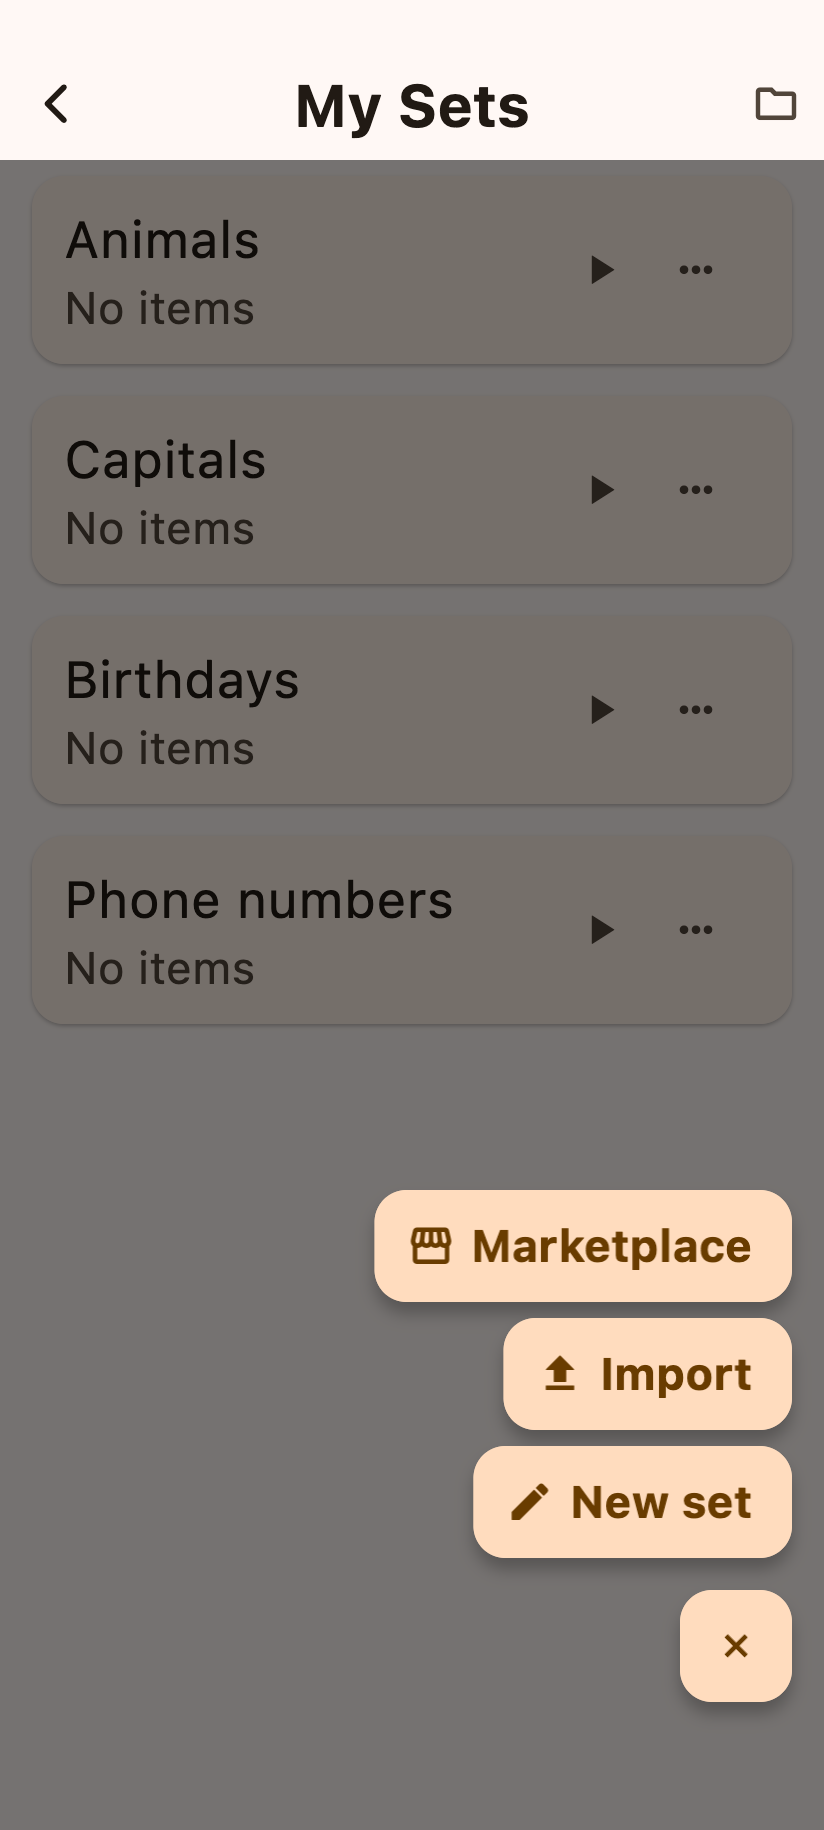 My Sets
Animals
No items
Capitals
No items
Birthdays
No items
Phone numbers
No items
Marketplace
Import
New set